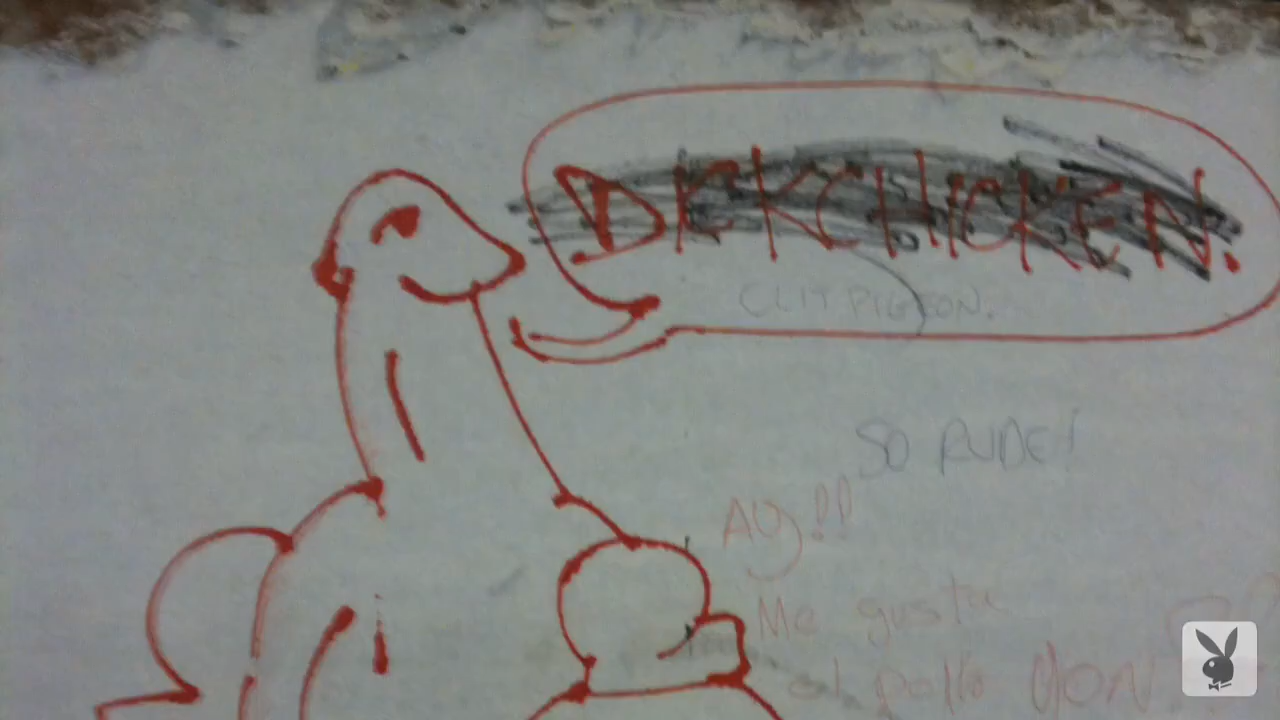 DICKCHICKEN.
CLIT PIGEON.
SO RUDE!
Ay!!
Me gusta
el pollo